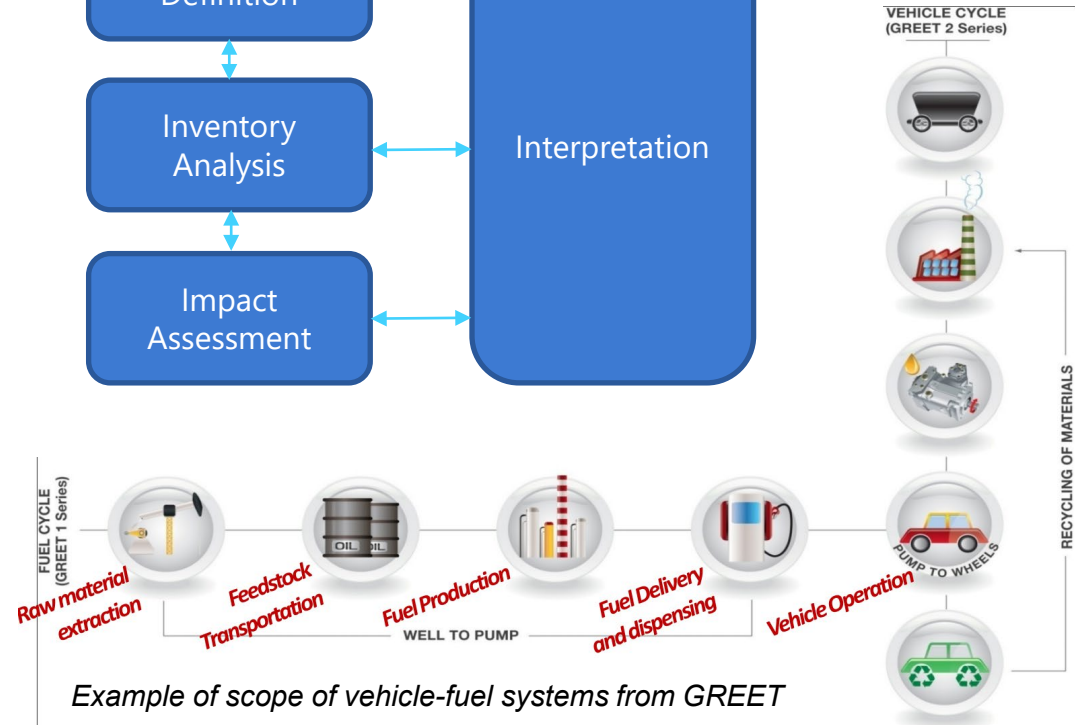 Definition
Inventory
Analysis
Interpretation
Impact
Assessment
VEHICLE CYCLE
(GREET 2 Series)
RECYCLING OF MATERIALS
FUEL CYCLE
(GREET 1 Series)
OIL OIL
PUMP TO WHEELS
Raw material
extraction
Feedstock
Transportation
Fuel Production
Fuel Delivery
and dispensing
Vehicle Operation
WELL TO PUMP
Example of scope of vehicle-fuel systems from GREET